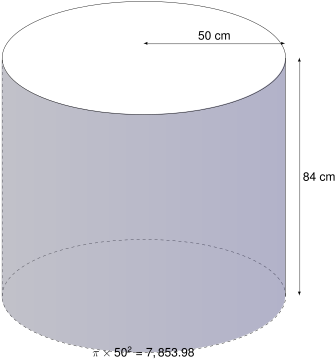 50 cm
84 cm
π × 50² = 7,853.98